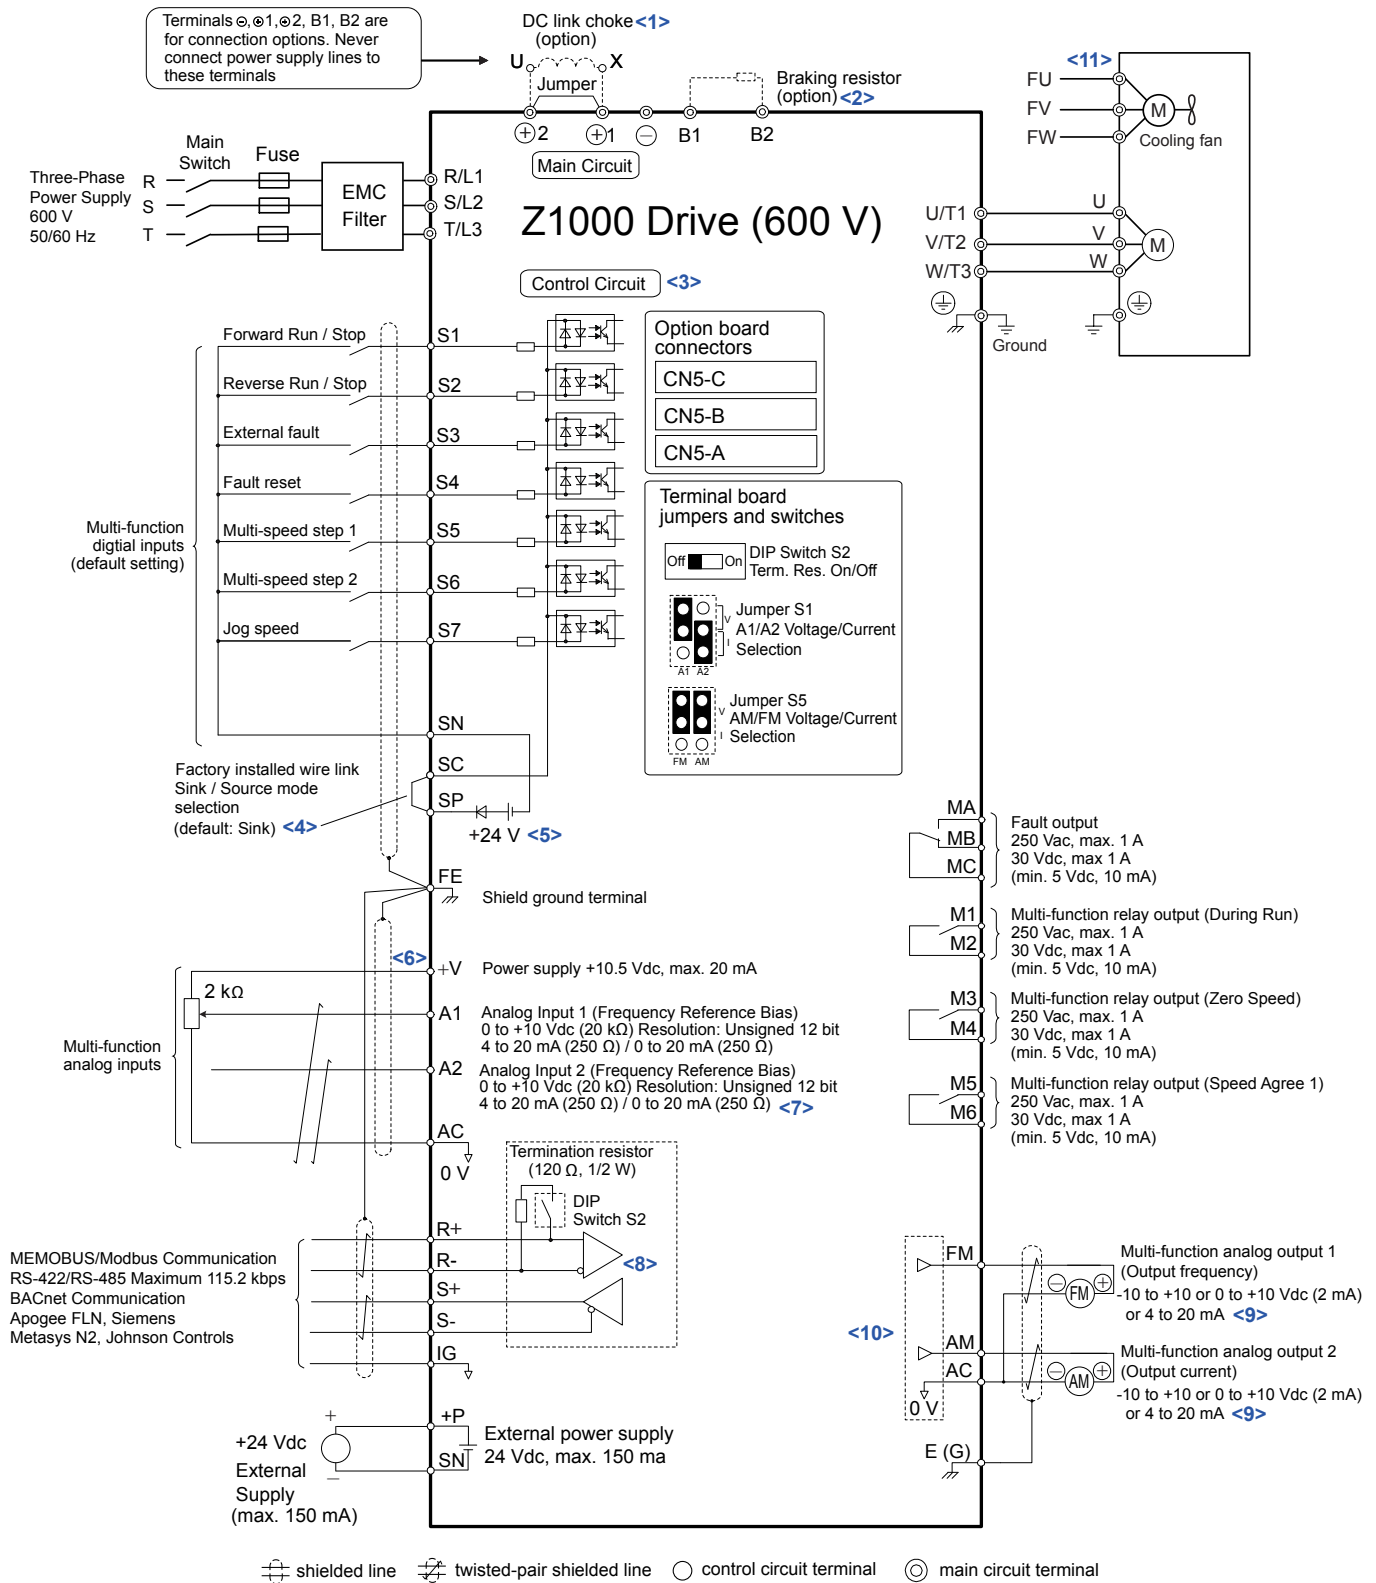 Terminals ⊖, ⊕1, ⊕2, B1, B2 are
for connection options. Never
connect power supply lines to
these terminals
DC link choke <1>
(option)
U
X
Jumper
Braking resistor
(option) <2>
⊕2
⊕1
⊖
B1
B2
Main Circuit
<11>
FU
FV
FW
M
Cooling fan
Main
Switch
Fuse
Three-Phase
Power Supply
600 V
50/60 Hz
R
S
T
EMC
Filter
R/L1
S/L2
T/L3
Z1000 Drive (600 V)
U/T1
V/T2
W/T3
U
V
W
M
Ground
Control Circuit <3>
Forward Run / Stop
S1
Reverse Run / Stop
S2
External fault
S3
Fault reset
S4
Multi-speed step 1
S5
Multi-speed step 2
S6
Jog speed
S7
Multi-function
digtial inputs
(default setting)
Option board
connectors
CN5-C
CN5-B
CN5-A
Terminal board
jumpers and switches
Off
On
DIP Switch S2
Term. Res. On/Off
Jumper S1
A1/A2 Voltage/Current
Selection
V
I
A1 A2
Jumper S5
AM/FM Voltage/Current
Selection
V
I
FM AM
SN
SC
SP
Factory installed wire link
Sink / Source mode
selection
(default: Sink) <4>
+24 V <5>
FE
Shield ground terminal
<6>
+V
Power supply +10.5 Vdc, max. 20 mA
2 kΩ
A1
Analog Input 1 (Frequency Reference Bias)
0 to +10 Vdc (20 kΩ) Resolution: Unsigned 12 bit
4 to 20 mA (250 Ω) / 0 to 20 mA (250 Ω)
Multi-function
analog inputs
A2
Analog Input 2 (Frequency Reference Bias)
0 to +10 Vdc (20 kΩ) Resolution: Unsigned 12 bit
4 to 20 mA (250 Ω) / 0 to 20 mA (250 Ω) <7>
AC
0 V
MA
MB
MC
Fault output
250 Vac, max. 1 A
30 Vdc, max 1 A
(min. 5 Vdc, 10 mA)
M1
M2
Multi-function relay output (During Run)
250 Vac, max. 1 A
30 Vdc, max 1 A
(min. 5 Vdc, 10 mA)
M3
M4
Multi-function relay output (Zero Speed)
250 Vac, max. 1 A
30 Vdc, max 1 A
(min. 5 Vdc, 10 mA)
M5
M6
Multi-function relay output (Speed Agree 1)
250 Vac, max. 1 A
30 Vdc, max 1 A
(min. 5 Vdc, 10 mA)
Termination resistor
(120 Ω, 1/2 W)
DIP
Switch S2
<8>
R+
R-
S+
S-
IG
MEMOBUS/Modbus Communication
RS-422/RS-485 Maximum 115.2 kbps
BACnet Communication
Apogee FLN, Siemens
Metasys N2, Johnson Controls
<10>
FM
AM
AC
0 V
E (G)
FM
Multi-function analog output 1
(Output frequency)
-10 to +10 or 0 to +10 Vdc (2 mA)
or 4 to 20 mA <9>
AM
Multi-function analog output 2
(Output current)
-10 to +10 or 0 to +10 Vdc (2 mA)
or 4 to 20 mA <9>
+
−
+24 Vdc
External
Supply
(max. 150 mA)
+P
SN
External power supply
24 Vdc, max. 150 ma
shielded line
twisted-pair shielded line
control circuit terminal
main circuit terminal